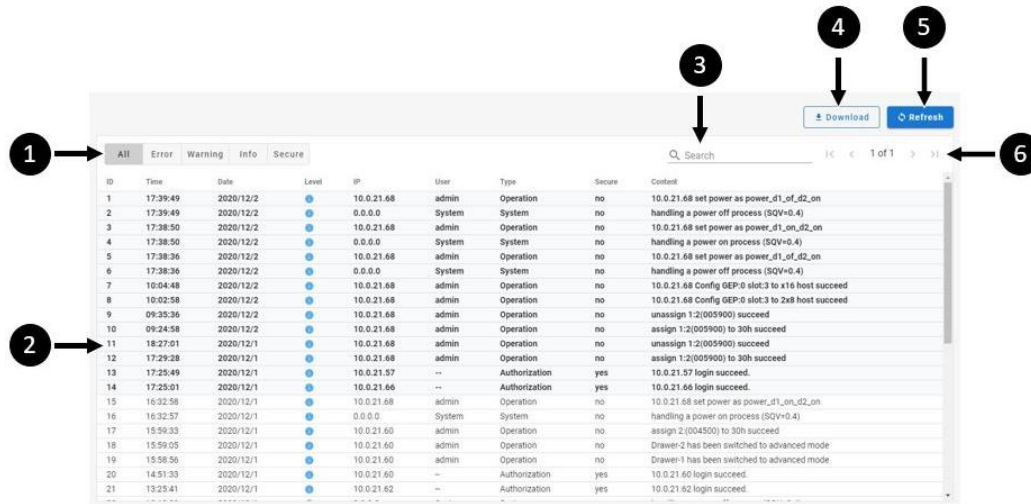 4
5
3
Download
Refresh
1
All Error Warning Info Secure
Search
1 of 1
6
ID Time Date Level IP User Type Secure Content
1 17:39:49 2020/12/2 10.0.21.68 admin Operation no 10.0.21.68 set power as power_d1_of_d2_on
2 17:39:49 2020/12/2 0.0.0.0 System System no handling a power off process (SQV=0.4)
3 17:38:50 2020/12/2 10.0.21.68 admin Operation no 10.0.21.68 set power as power_d1_on_d2_on
4 17:38:50 2020/12/2 0.0.0.0 System System no handling a power on process (SQV=0.4)
5 17:38:36 2020/12/2 10.0.21.68 admin Operation no 10.0.21.68 set power as power_d1_of_d2_on
6 17:38:36 2020/12/2 0.0.0.0 System System no handling a power off process (SQV=0.4)
7 10:04:48 2020/12/2 10.0.21.68 admin Operation no 10.0.21.68 Config GEP:0 slot:3 to x16 host succeed
8 10:02:58 2020/12/2 10.0.21.68 admin Operation no 10.0.21.68 Config GEP:0 slot:3 to 2x8 host succeed
9 09:35:36 2020/12/2 10.0.21.68 admin Operation no unassign 1:2(005900) succeed
10 09:24:58 2020/12/2 10.0.21.68 admin Operation no assign 1:2(005900) to 30h succeed
2
11 18:27:01 2020/12/1 10.0.21.68 admin Operation no unassign 1:2(005900) succeed
12 17:29:28 2020/12/1 10.0.21.68 admin Operation no assign 1:2(005900) to 30h succeed
13 17:25:49 2020/12/1 10.0.21.57 -- Authorization yes 10.0.21.57 login succeed.
14 17:25:01 2020/12/1 10.0.21.66 -- Authorization yes 10.0.21.66 login succeed.
15 16:32:58 2020/12/1 10.0.21.68 admin Operation no 10.0.21.68 set power as power_d1_on_d2_on
16 16:32:57 2020/12/1 0.0.0.0 System System no handling a power on process (SQV=0.4)
17 15:59:33 2020/12/1 10.0.21.60 admin Operation no assign 2:(004500) to 30h succeed
18 15:59:05 2020/12/1 10.0.21.60 admin Operation no Drawer-2 has been switched to advanced mode
19 15:58:56 2020/12/1 10.0.21.60 admin Operation no Drawer-1 has been switched to advanced mode
20 14:51:33 2020/12/1 10.0.21.60 -- Authorization yes 10.0.21.60 login succeed.
21 13:25:41 2020/12/1 10.0.21.62 -- Authorization yes 10.0.21.62 login succeed.